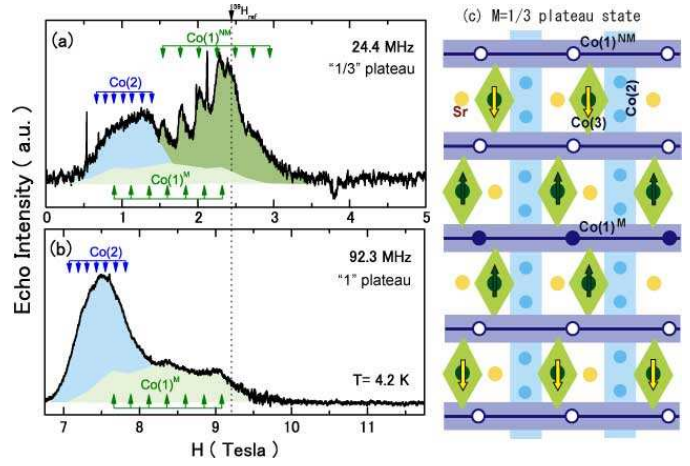 ⁵⁹H_ref
(a)
Co(1)^NM
24.4 MHz
"1/3" plateau
Co(2)
Co(1)^M
0 1 2 3 4 5
Echo Intensity ( a.u. )
(b)
Co(2)
92.3 MHz
"1" plateau
T= 4.2 K
Co(1)^M
7 8 9 10 11
H ( Tesla )
(c) M=1/3 plateau state
Co(1)^NM
Co(2)
Sr
Co(3)
Co(1)^M